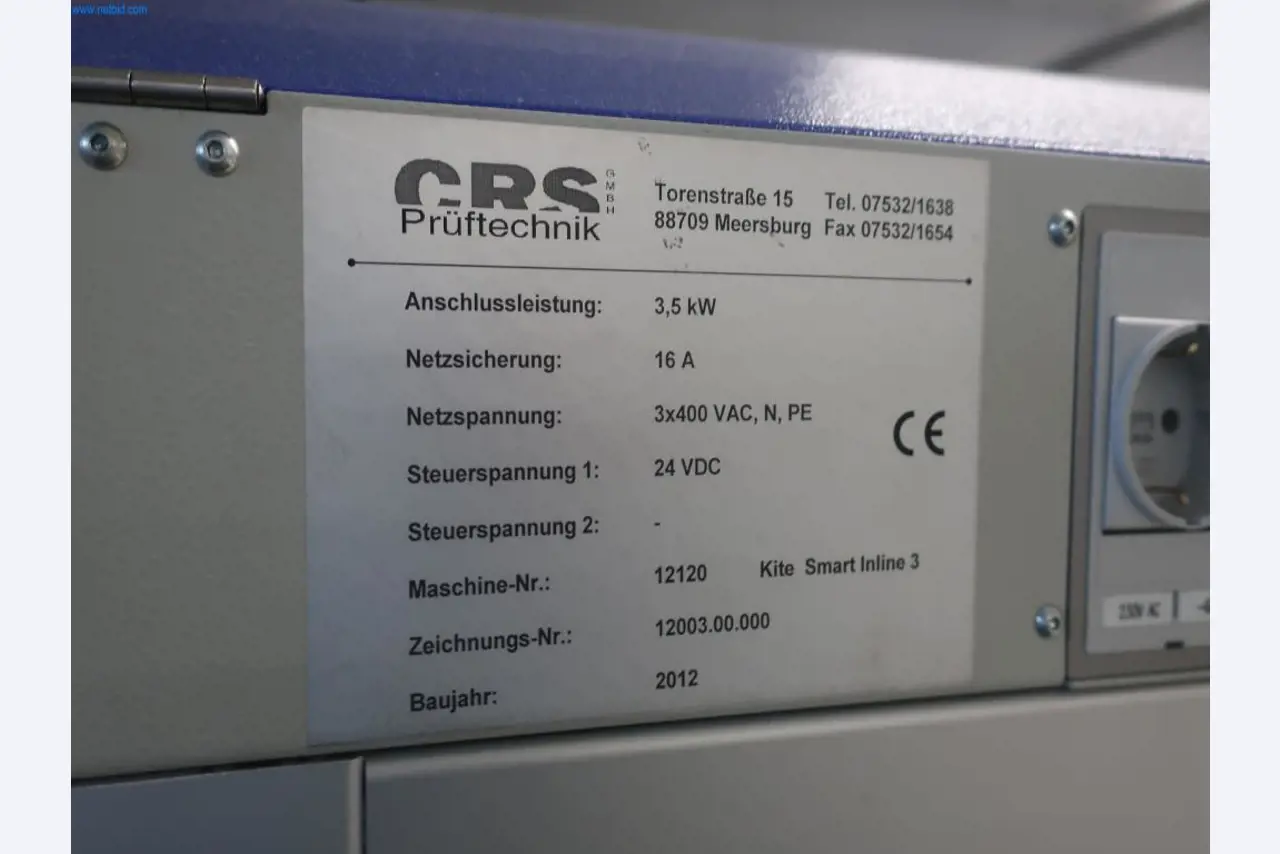 www.netbid.com
CRS GMBH
Prüftechnik
Torenstraße 15 Tel. 07532/1638
88709 Meersburg Fax 07532/1654
Anschlussleistung: 3,5 kW
Netzsicherung: 16 A
Netzspannung: 3x400 VAC, N, PE
CE
Steuerspannung 1: 24 VDC
Steuerspannung 2: -
Maschine-Nr.: 12120 Kite Smart Inline 3
Zeichnungs-Nr.: 12003.00.000
Baujahr: 2012
230V AC